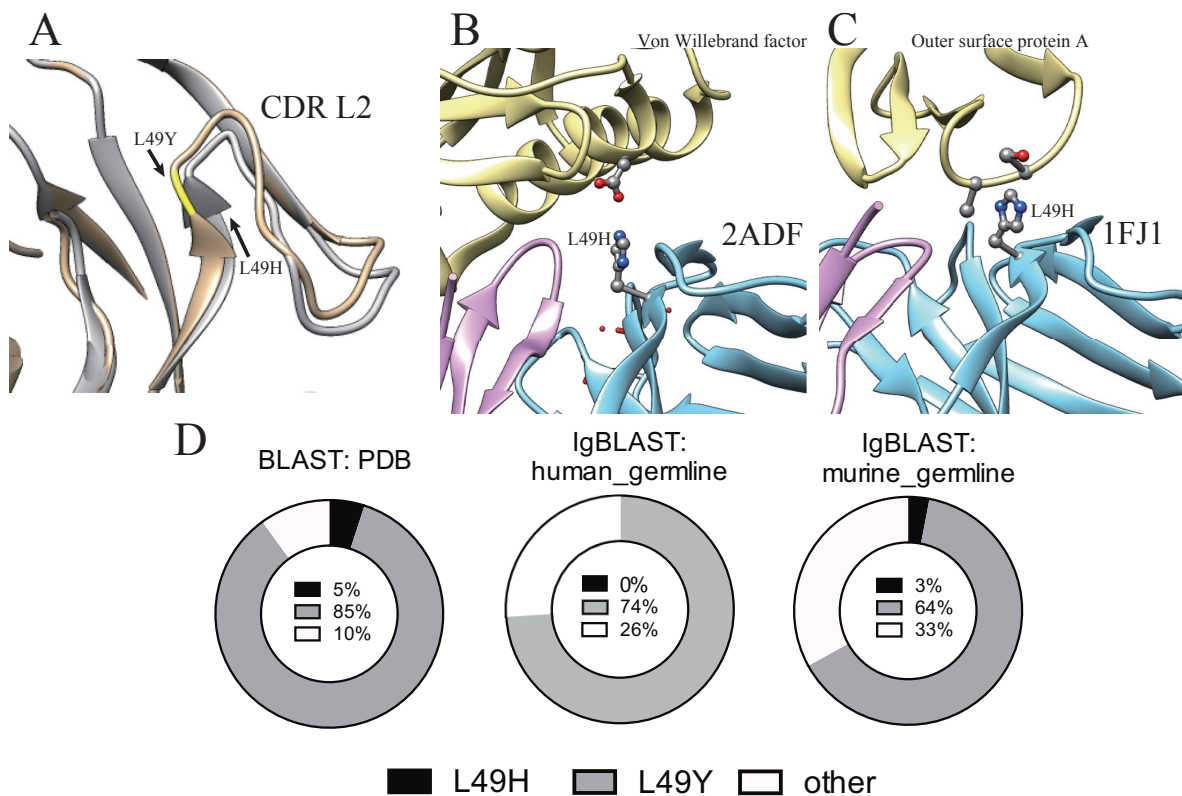 A
CDR L2
L49Y
L49H
B
Von Willebrand factor
L49H
2ADF
C
Outer surface protein A
L49H
1FJ1
D
BLAST: PDB
5%
85%
10%
IgBLAST:
human_germline
0%
74%
26%
IgBLAST:
murine_germline
3%
64%
33%
L49H L49Y other